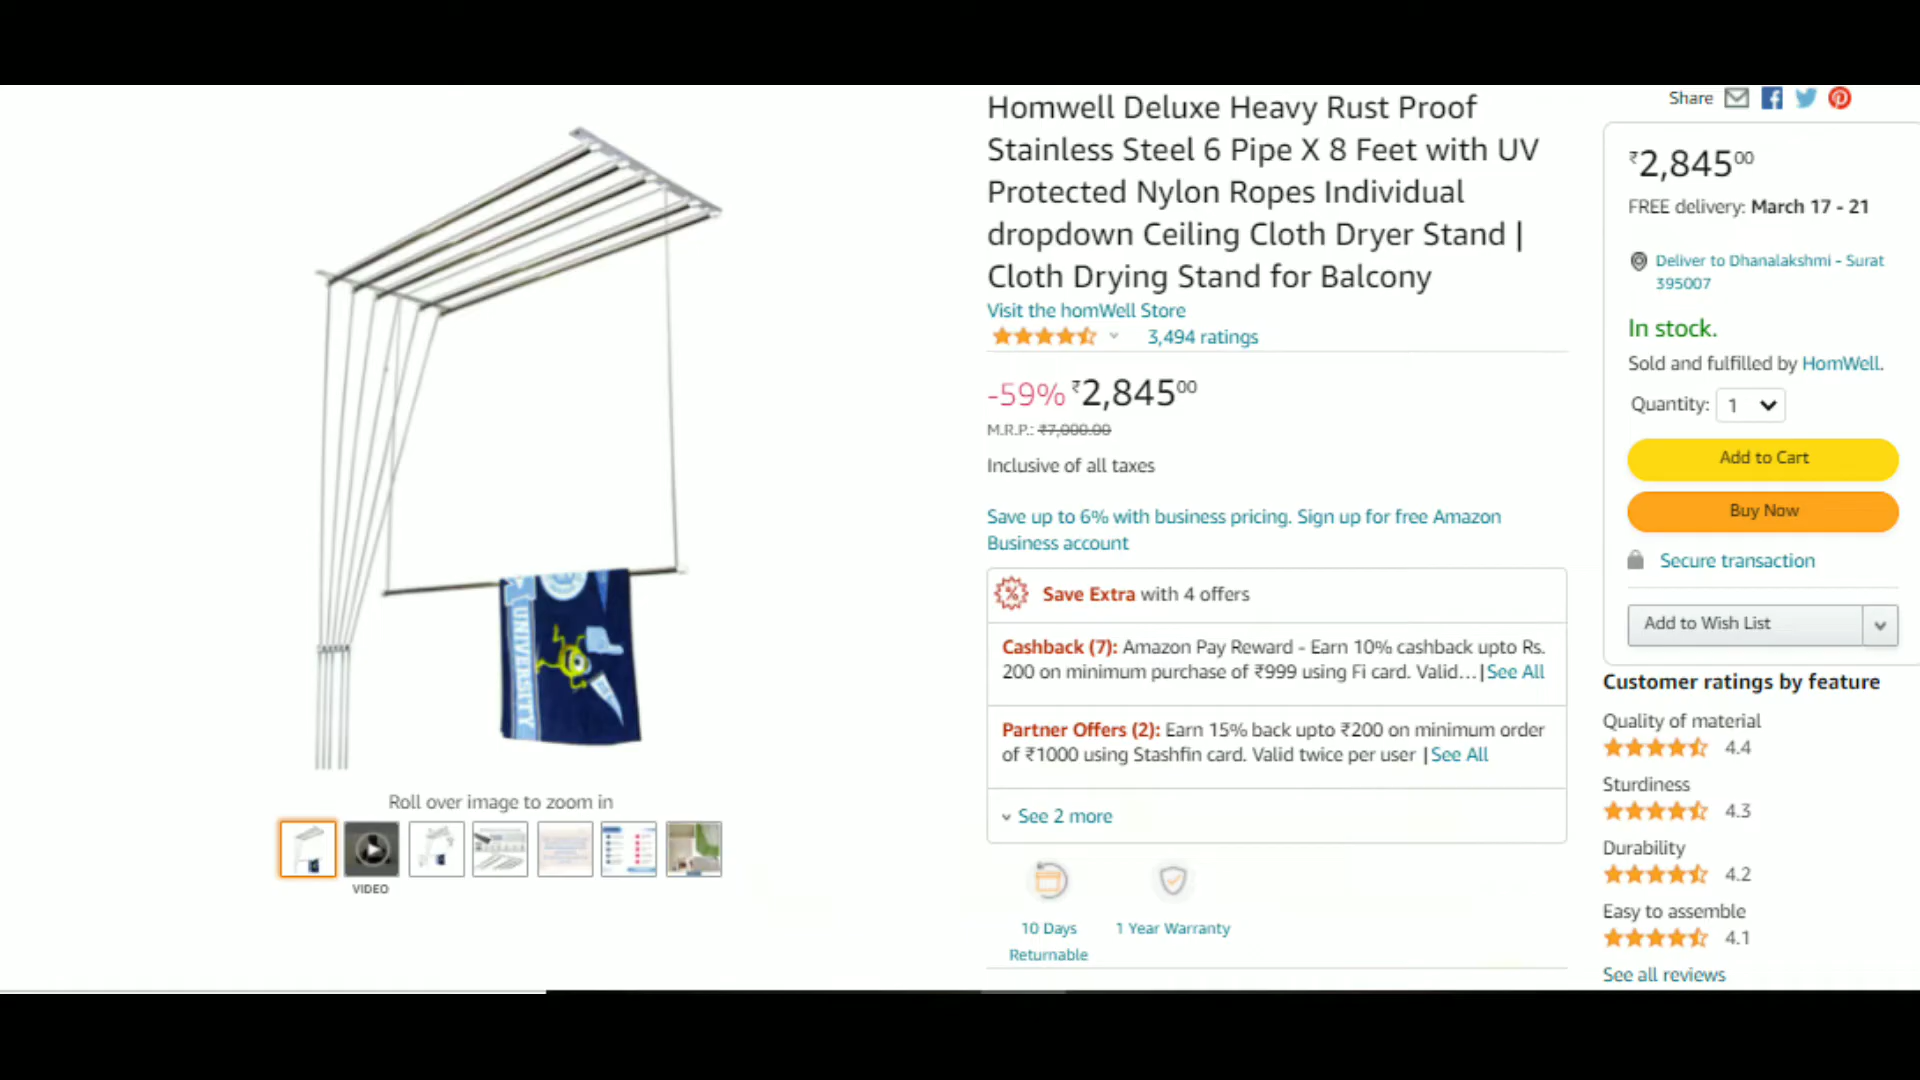 Homwell Deluxe Heavy Rust Proof
Stainless Steel 6 Pipe X 8 Feet with UV
Protected Nylon Ropes Individual
dropdown Ceiling Cloth Dryer Stand |
Cloth Drying Stand for Balcony
Visit the homWell Store
3,494 ratings
-59% ₹2,84500
M.R.P.: ₹7,000.00
Inclusive of all taxes
Save up to 6% with business pricing. Sign up for free Amazon
Business account
Save Extra with 4 offers
Cashback (7): Amazon Pay Reward - Earn 10% cashback upto Rs.
200 on minimum purchase of ₹999 using Fi card. Valid... | See All
Partner Offers (2): Earn 15% back upto ₹200 on minimum order
of ₹1000 using Stashfin card. Valid twice per user | See All
See 2 more
10 Days
Returnable
1 Year Warranty
UNIVERSITY
Roll over image to zoom in
VIDEO
Share
₹2,84500
FREE delivery: March 17 - 21
Deliver to Dhanalakshmi - Surat
395007
In stock.
Sold and fulfilled by HomWell.
Quantity: 1
Add to Cart
Buy Now
Secure transaction
Add to Wish List
Customer ratings by feature
Quality of material
4.4
Sturdiness
4.3
Durability
4.2
Easy to assemble
4.1
See all reviews